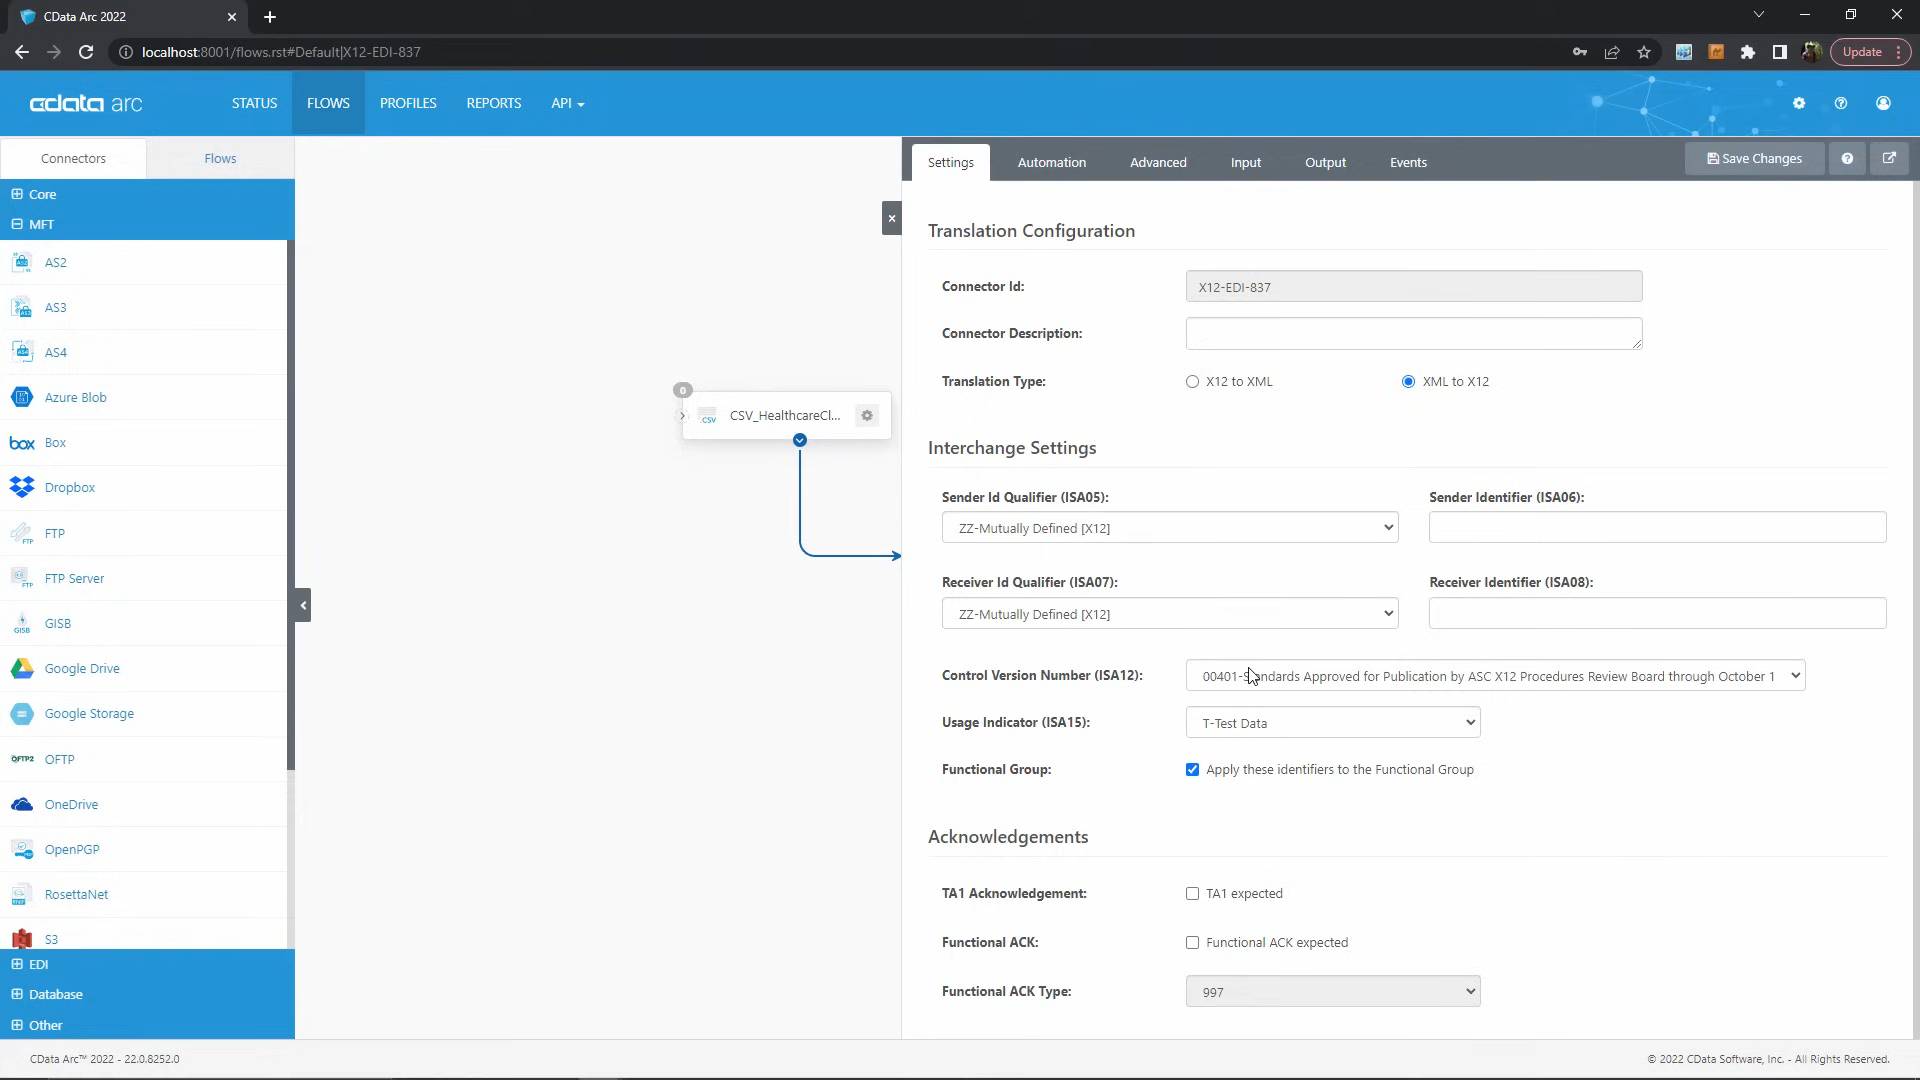 CData Arc 2022
localhost:8001/flows.rst#Default|X12-EDI-837
Update
cdata arc
STATUS
FLOWS
PROFILES
REPORTS
API
Connectors
Flows
Core
MFT
AS2
AS3
AS4
Azure Blob
box Box
Dropbox
FTP FTP
FTP FTP Server
GISB GISB
Google Drive
Google Storage
OFTP2 OFTP
OneDrive
OpenPGP
RosettaNet
S3
EDI
Database
Other
0
.CSV CSV_HealthcareCl...
Settings
Automation
Advanced
Input
Output
Events
Save Changes
Translation Configuration
Connector Id: X12-EDI-837
Connector Description:
Translation Type: X12 to XML XML to X12
Interchange Settings
Sender Id Qualifier (ISA05): Sender Identifier (ISA06):
ZZ-Mutually Defined [X12]
Receiver Id Qualifier (ISA07): Receiver Identifier (ISA08):
ZZ-Mutually Defined [X12]
Control Version Number (ISA12): 00401-Standards Approved for Publication by ASC X12 Procedures Review Board through October 1
Usage Indicator (ISA15): T-Test Data
Functional Group: Apply these identifiers to the Functional Group
Acknowledgements
TA1 Acknowledgement: TA1 expected
Functional ACK: Functional ACK expected
Functional ACK Type: 997
CData Arc™ 2022 - 22.0.8252.0
© 2022 CData Software, Inc. - All Rights Reserved.